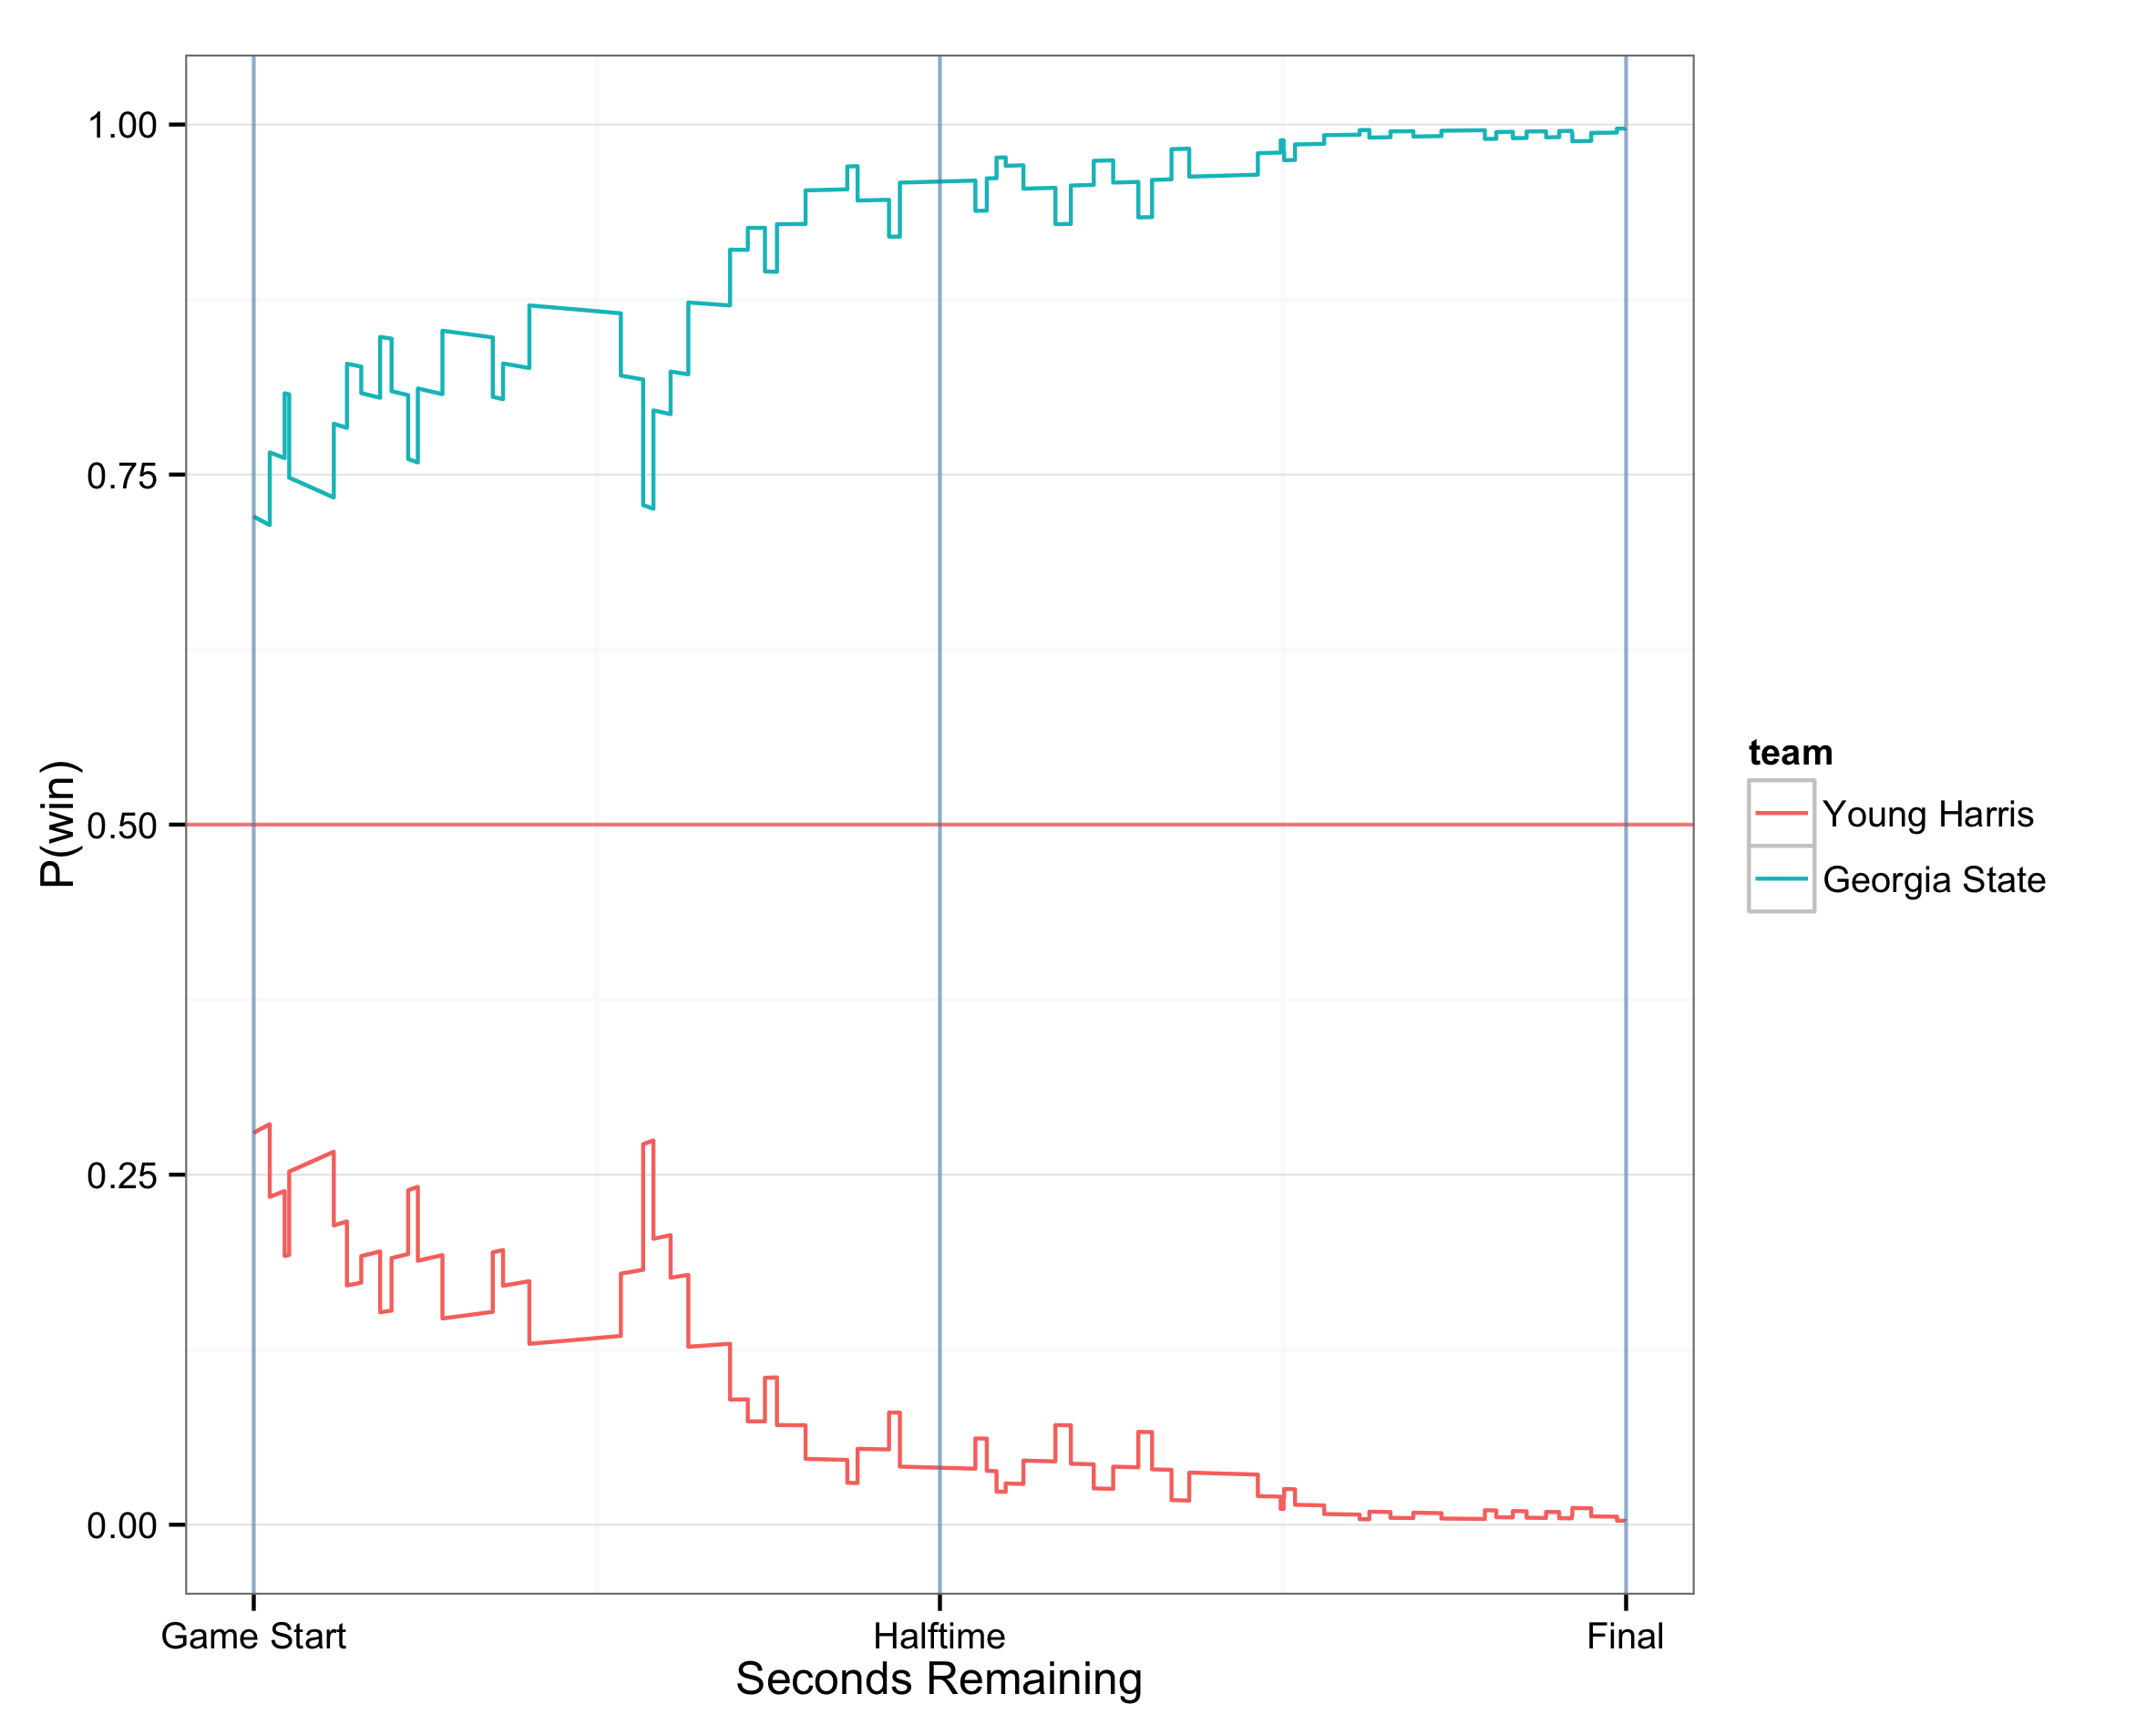 1.00
0.75
0.50
0.25
0.00
P(win)
Game Start
Halftime
Final
Seconds Remaining
team
Young Harris
Georgia State